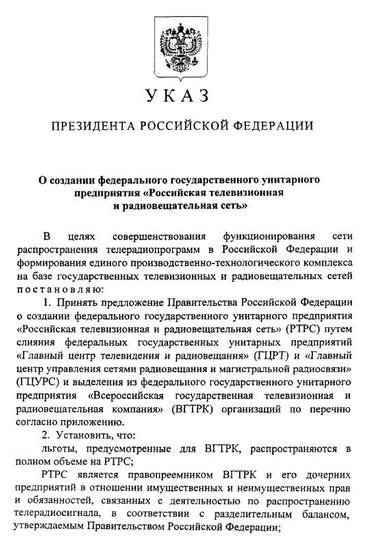 УКАЗ
ПРЕЗИДЕНТА РОССИЙСКОЙ ФЕДЕРАЦИИ
О создании федерального государственного унитарного
предприятия «Российская телевизионная
и радиовещательная сеть»
В целях совершенствования функционирования сети
распространения телерадиопрограмм в Российской Федерации и
формирования единого производственно-технологического комплекса
на базе государственных телевизионных и радиовещательных сетей
постановляю:
1. Принять предложение Правительства Российской Федерации
о создании федерального государственного унитарного предприятия
«Российская телевизионная и радиовещательная сеть» (РТРС) путем
слияния федеральных государственных унитарных предприятий
«Главный центр телевидения и радиовещания» (ГЦРТ) и «Главный
центр управления сетями радиовещания и магистральной радиосвязи»
(ГЦУРС) и выделения из федерального государственного унитарного
предприятия «Всероссийская государственная телевизионная и
радиовещательная компания» (ВГТРК) организаций по перечню
согласно приложению.
2. Установить, что:
льготы, предусмотренные для ВГТРК, распространяются в
полном объеме на РТРС;
РТРС является правопреемником ВГТРК и его дочерних
предприятий в отношении имущественных и неимущественных прав
и обязанностей, связанных с деятельностью по распространению
телерадиосигнала, в соответствии с разделительным балансом,
утверждаемым Правительством Российской Федерации;